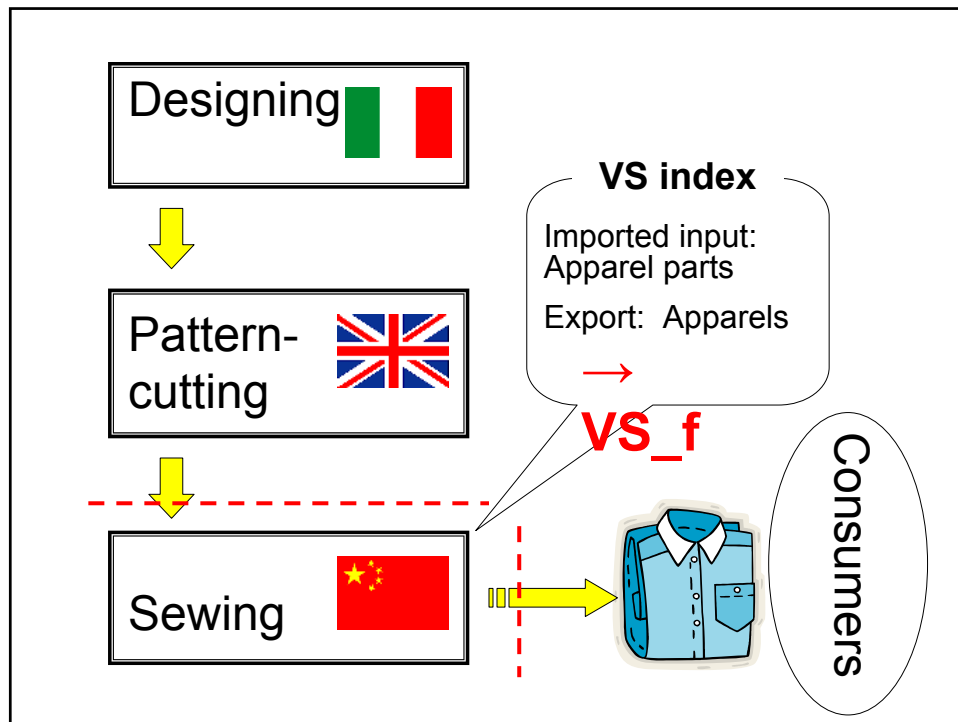 Designing
Pattern-
cutting
Sewing
VS index
Imported input:
Apparel parts
Export:  Apparels
→
VS_f
Consumers